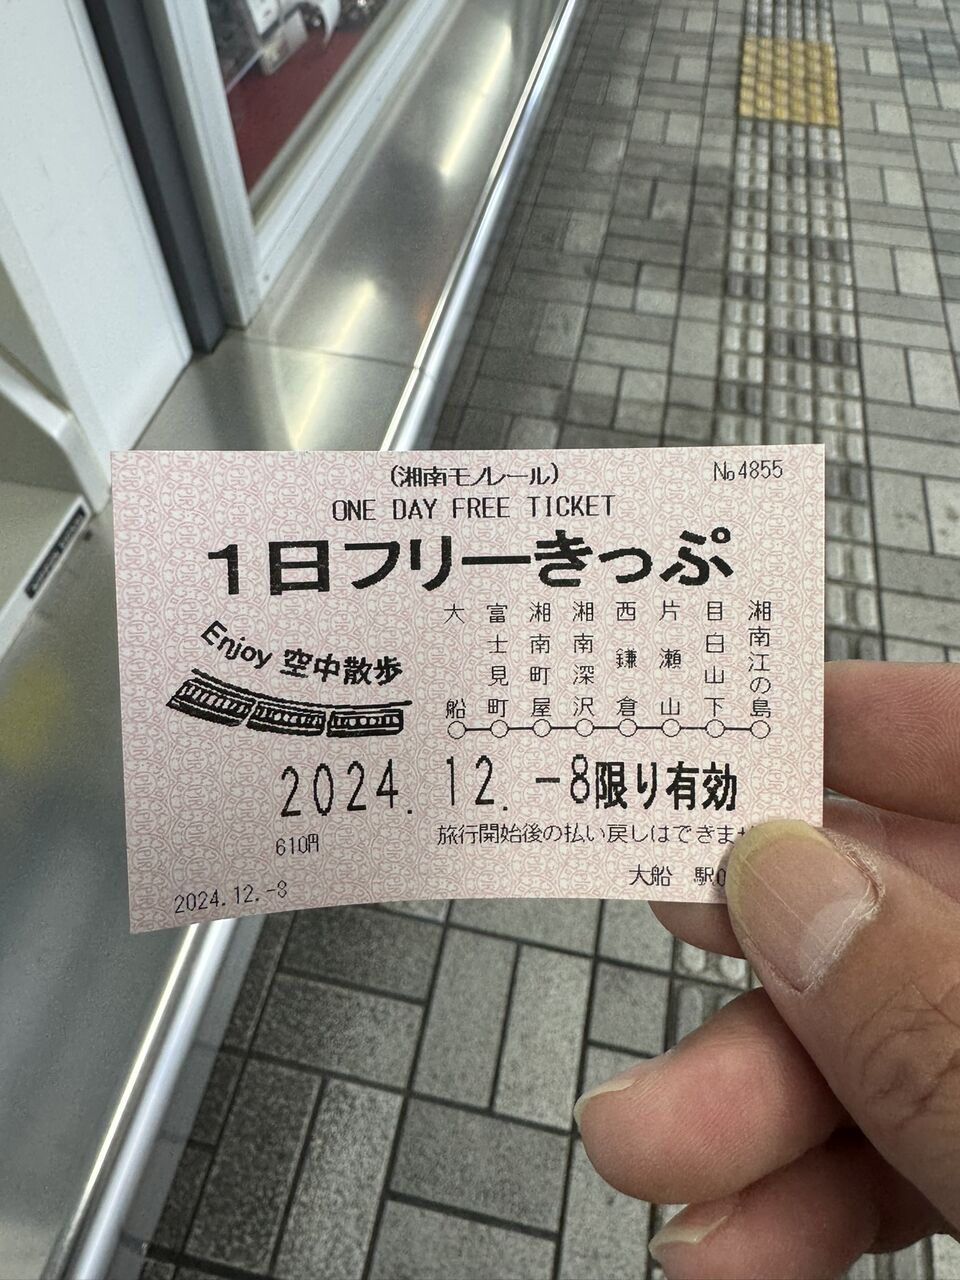 (湘南モノレール)
No.4855
ONE DAY FREE TICKET
1日フリーきっぷ
Enjoy 空中散歩
大船
富士見町
湘南町屋
湘南深沢
西鎌倉
片瀬山
目白山下
湘南江の島
2024.12.-8限り有効
610円
旅行開始後の払い戻しはできま
2024.12.-8
大船 駅